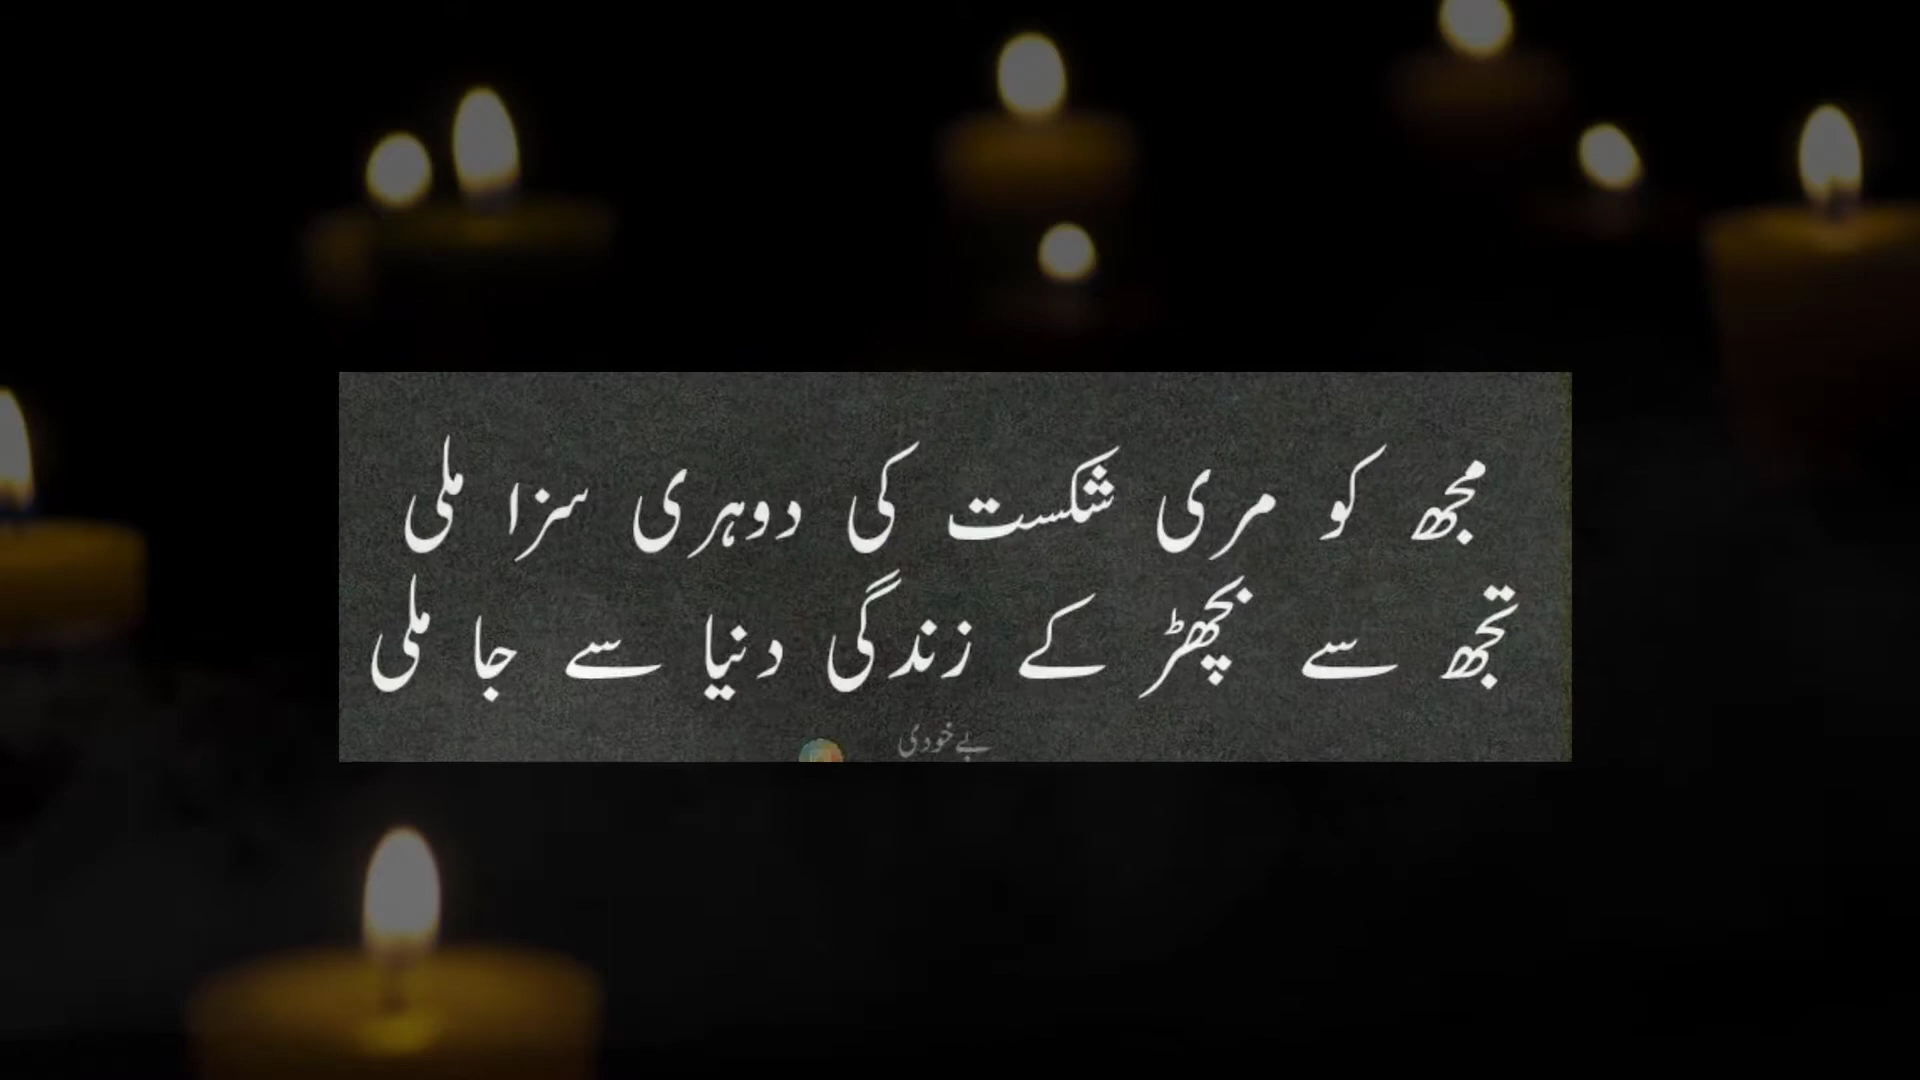 مجھ کو مری شکست کی دوہری سزا ملی
تجھ سے بچھڑ کے زندگی دنیا سے جا ملی
بے خودی